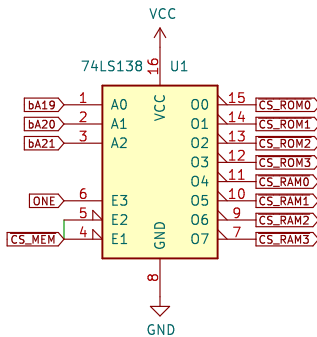 VCC
74LS138 U1
16
VCC
bA19 1 A0 O0 15 CS_ROM0
bA20 2 A1 O1 14 CS_ROM1
bA21 3 A2 O2 13 CS_ROM2
O3 12 CS_ROM3
O4 11 CS_RAM0
ONE 6 E3 O5 10 CS_RAM1
5 E2 O6 9 CS_RAM2
CS_MEM 4 E1 O7 7 CS_RAM3
GND
8
GND